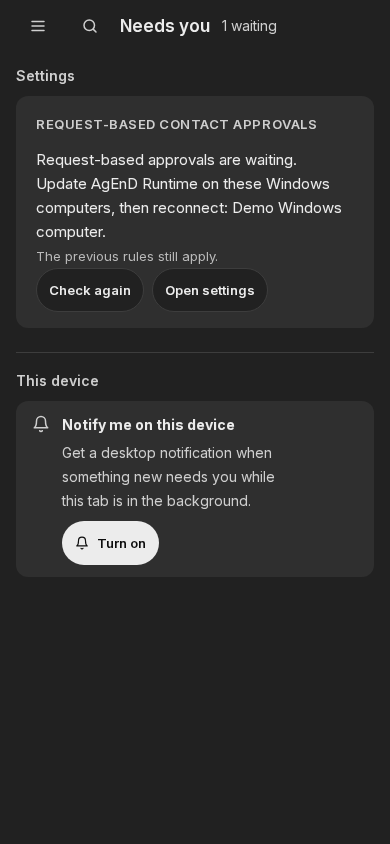 Needs you 1 waiting
Settings
REQUEST-BASED CONTACT APPROVALS
Request-based approvals are waiting.
Update AgEnD Runtime on these Windows
computers, then reconnect: Demo Windows
computer.
The previous rules still apply.
Check again Open settings
This device
Notify me on this device
Get a desktop notification when
something new needs you while
this tab is in the background.
Turn on